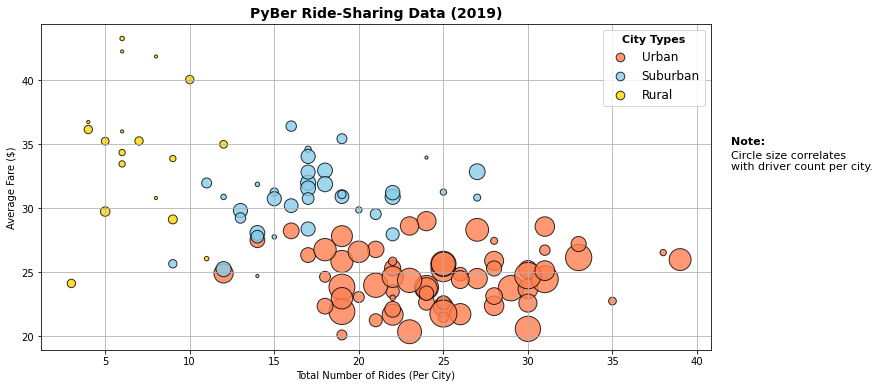 PyBer Ride-Sharing Data (2019)
City Types
Urban
Suburban
Rural
40
35
30
25
20
Average Fare ($)
5
10
15
20
25
30
35
40
Total Number of Rides (Per City)
Note:
Circle size correlates
with driver count per city.